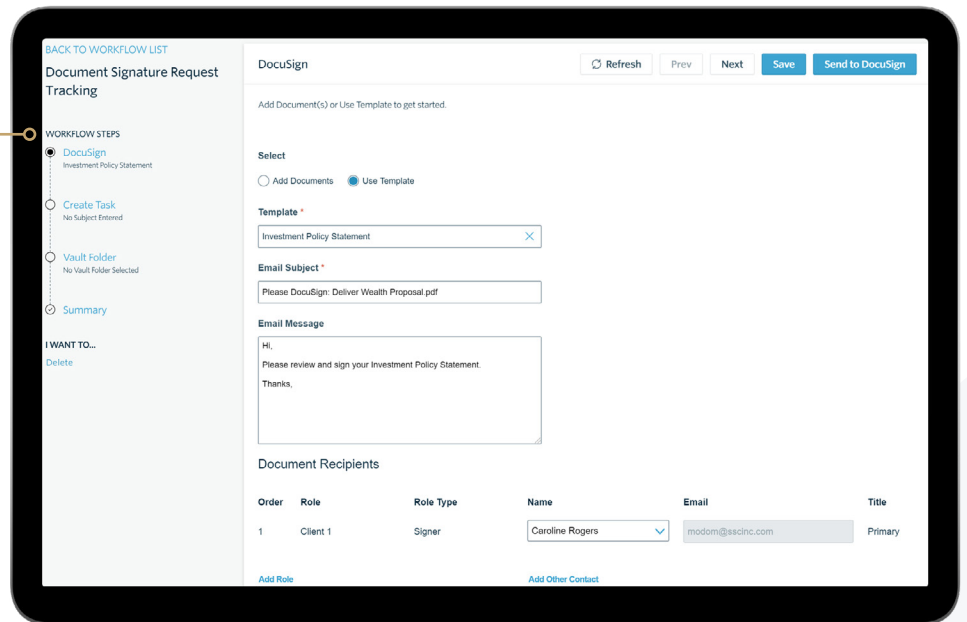 BACK TO WORKFLOW LIST
Document Signature Request
Tracking
WORKFLOW STEPS
DocuSign
Investment Policy Statement
Create Task
No Subject Entered
Vault Folder
No Vault Folder Selected
Summary
I WANT TO...
Delete
DocuSign
Refresh
Prev
Next
Save
Send to DocuSign
Add Document(s) or Use Template to get started.
Select
Add Documents
Use Template
Template *
Investment Policy Statement
Email Subject *
Please DocuSign: Deliver Wealth Proposal.pdf
Email Message
Hi,
Please review and sign your Investment Policy Statement.
Thanks,
Document Recipients
Order Role Role Type Name Email Title
1 Client 1 Signer Caroline Rogers modom@sscinc.com Primary
Add Role
Add Other Contact